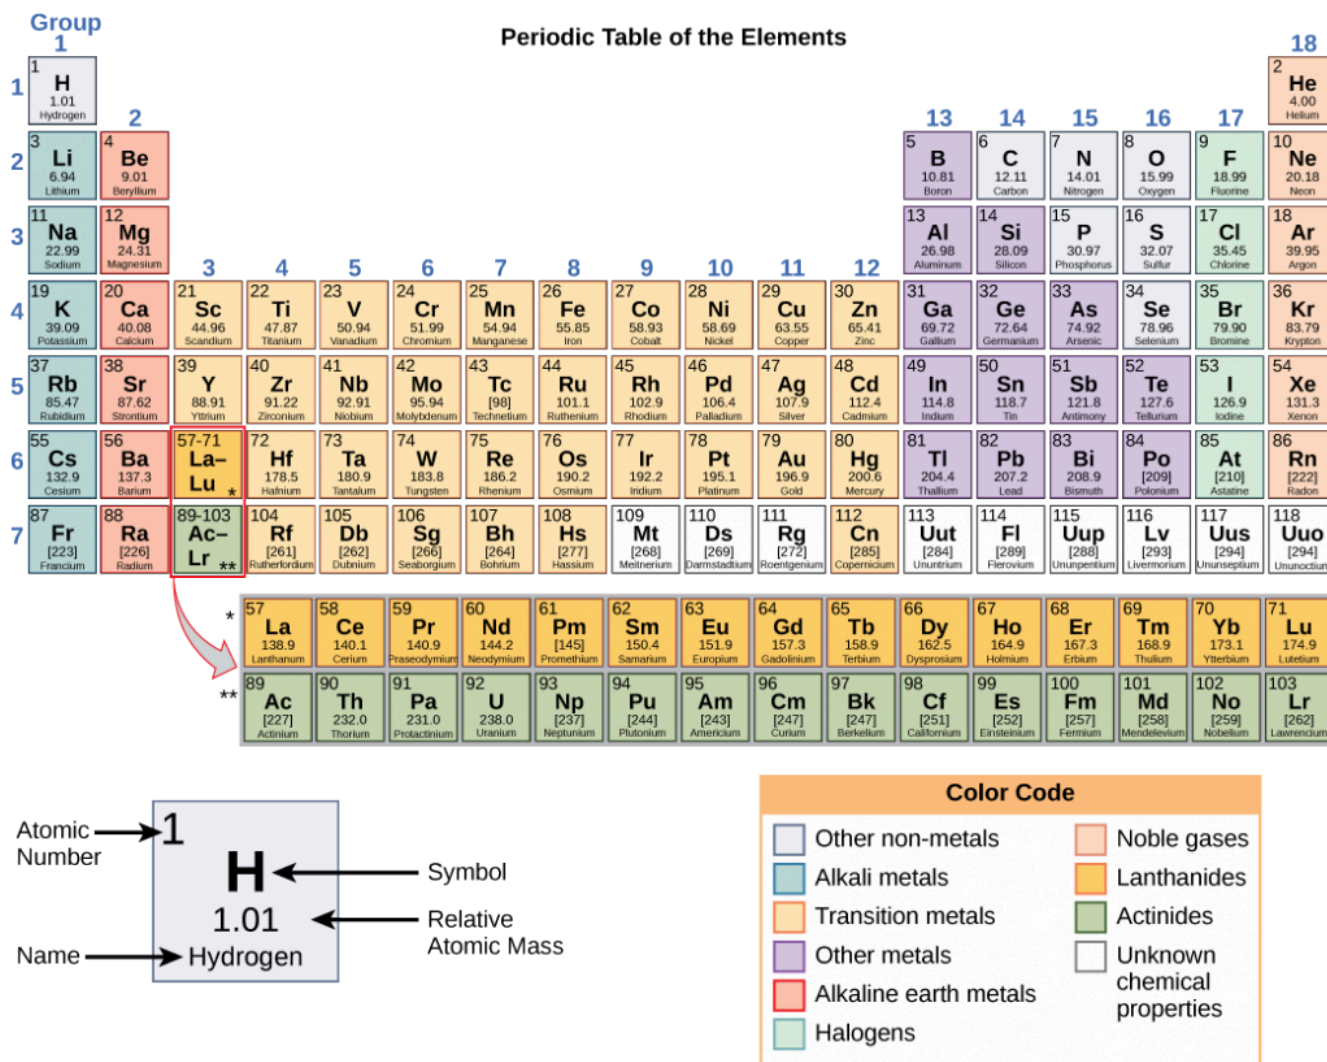 Group
1
Periodic Table of the Elements
18
1
1
H
1.01
Hydrogen
2
He
4.00
Helium
2
13
14
15
16
17
2
3
Li
6.94
Lithium
4
Be
9.01
Beryllium
5
B
10.81
Boron
6
C
12.11
Carbon
7
N
14.01
Nitrogen
8
O
15.99
Oxygen
9
F
18.99
Fluorine
10
Ne
20.18
Neon
3
11
Na
22.99
Sodium
12
Mg
24.31
Magnesium
13
Al
26.98
Aluminum
14
Si
28.09
Silicon
15
P
30.97
Phosphorus
16
S
32.07
Sulfur
17
Cl
35.45
Chlorine
18
Ar
39.95
Argon
3
4
5
6
7
8
9
10
11
12
4
19
K
39.09
Potassium
20
Ca
40.08
Calcium
21
Sc
44.96
Scandium
22
Ti
47.87
Titanium
23
V
50.94
Vanadium
24
Cr
51.99
Chromium
25
Mn
54.94
Manganese
26
Fe
55.85
Iron
27
Co
58.93
Cobalt
28
Ni
58.69
Nickel
29
Cu
63.55
Copper
30
Zn
65.41
Zinc
31
Ga
69.72
Gallium
32
Ge
72.64
Germanium
33
As
74.92
Arsenic
34
Se
78.96
Selenium
35
Br
79.90
Bromine
36
Kr
83.79
Krypton
5
37
Rb
85.47
Rubidium
38
Sr
87.62
Strontium
39
Y
88.91
Yttrium
40
Zr
91.22
Zirconium
41
Nb
92.91
Niobium
42
Mo
95.94
Molybdenum
43
Tc
[98]
Technetium
44
Ru
101.1
Ruthenium
45
Rh
102.9
Rhodium
46
Pd
106.4
Palladium
47
Ag
107.9
Silver
48
Cd
112.4
Cadmium
49
In
114.8
Indium
50
Sn
118.7
Tin
51
Sb
121.8
Antimony
52
Te
127.6
Tellurium
53
I
126.9
Iodine
54
Xe
131.3
Xenon
6
55
Cs
132.9
Cesium
56
Ba
137.3
Barium
57-71
La–
Lu *
72
Hf
178.5
Hafnium
73
Ta
180.9
Tantalum
74
W
183.8
Tungsten
75
Re
186.2
Rhenium
76
Os
190.2
Osmium
77
Ir
192.2
Iridium
78
Pt
195.1
Platinum
79
Au
196.9
Gold
80
Hg
200.6
Mercury
81
Tl
204.4
Thallium
82
Pb
207.2
Lead
83
Bi
208.9
Bismuth
84
Po
[209]
Polonium
85
At
[210]
Astatine
86
Rn
[222]
Radon
7
87
Fr
[223]
Francium
88
Ra
[226]
Radium
89-103
Ac–
Lr **
104
Rf
[261]
Rutherfordium
105
Db
[262]
Dubnium
106
Sg
[266]
Seaborgium
107
Bh
[264]
Bohrium
108
Hs
[277]
Hassium
109
Mt
[268]
Meitnerium
110
Ds
[269]
Darmstadtium
111
Rg
[272]
Roentgenium
112
Cn
[285]
Copernicium
113
Uut
[284]
Ununtrium
114
Fl
[289]
Flerovium
115
Uup
[288]
Ununpentium
116
Lv
[293]
Livermorium
117
Uus
[294]
Ununseptium
118
Uuo
[294]
Ununoctium
*
57
La
138.9
Lanthanum
58
Ce
140.1
Cerium
59
Pr
140.9
Praseodymium
60
Nd
144.2
Neodymium
61
Pm
[145]
Promethium
62
Sm
150.4
Samarium
63
Eu
151.9
Europium
64
Gd
157.3
Gadolinium
65
Tb
158.9
Terbium
66
Dy
162.5
Dysprosium
67
Ho
164.9
Holmium
68
Er
167.3
Erbium
69
Tm
168.9
Thulium
70
Yb
173.1
Ytterbium
71
Lu
174.9
Lutetium
**
89
Ac
[227]
Actinium
90
Th
232.0
Thorium
91
Pa
231.0
Protactinium
92
U
238.0
Uranium
93
Np
[237]
Neptunium
94
Pu
[244]
Plutonium
95
Am
[243]
Americium
96
Cm
[247]
Curium
97
Bk
[247]
Berkelium
98
Cf
[251]
Californium
99
Es
[252]
Einsteinium
100
Fm
[257]
Fermium
101
Md
[258]
Mendelevium
102
No
[259]
Nobelium
103
Lr
[262]
Lawrencium
Atomic
Number
1
H
1.01
Hydrogen
Symbol
Relative
Atomic Mass
Name
Color Code
Other non-metals
Alkali metals
Transition metals
Other metals
Alkaline earth metals
Halogens
Noble gases
Lanthanides
Actinides
Unknown
chemical
properties